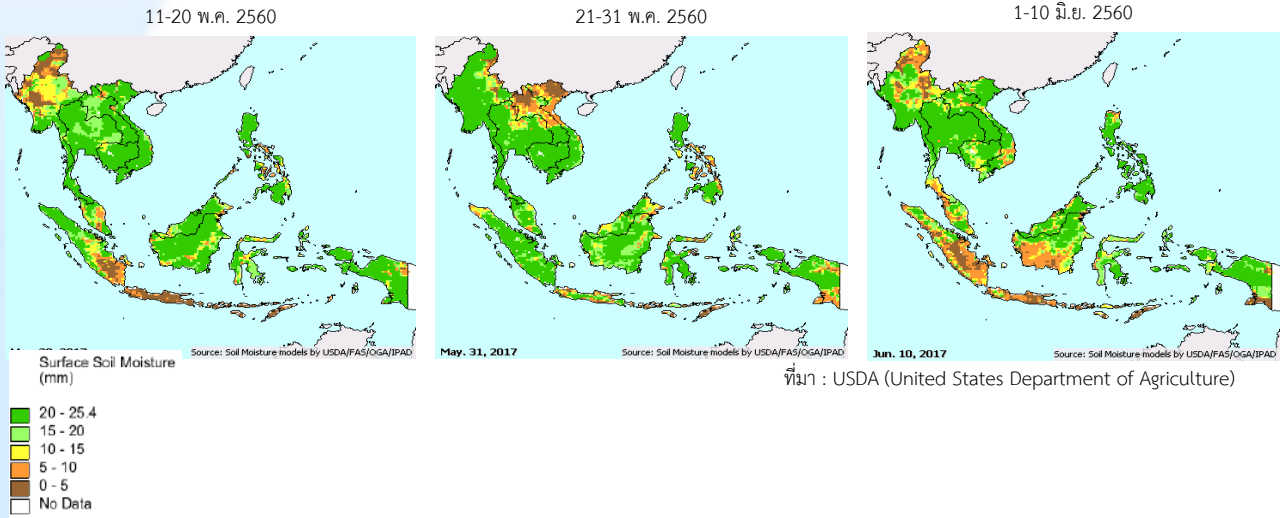 11-20 พ.ค. 2560
21-31 พ.ค. 2560
1-10 มิ.ย. 2560
Source: Soil Moisture models by USDA/FAS/OGA/IPAD
May. 31, 2017
Source: Soil Moisture models by USDA/FAS/OGA/IPAD
Jun. 10, 2017
Source: Soil Moisture models by USDA/FAS/OGA/IPAD
ที่มา : USDA (United States Department of Agriculture)
Surface Soil Moisture
(mm)
20 - 25.4
15 - 20
10 - 15
5 - 10
0 - 5
No Data